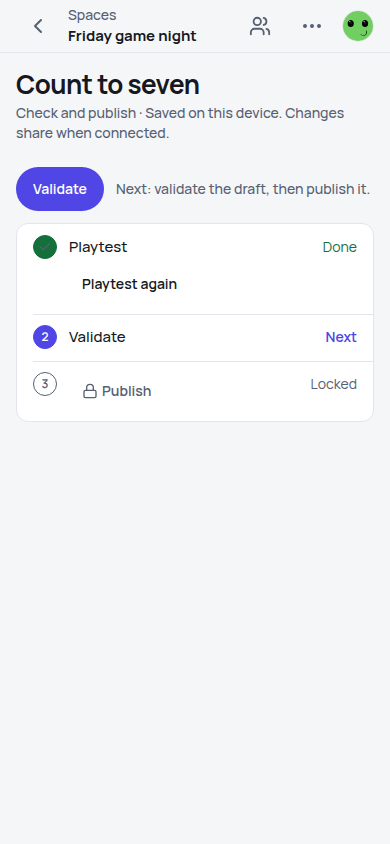 Spaces
Friday game night
Count to seven
Check and publish · Saved on this device. Changes
share when connected.
Validate
Next: validate the draft, then publish it.
Playtest
Done
Playtest again
2
Validate
Next
3
Publish
Locked